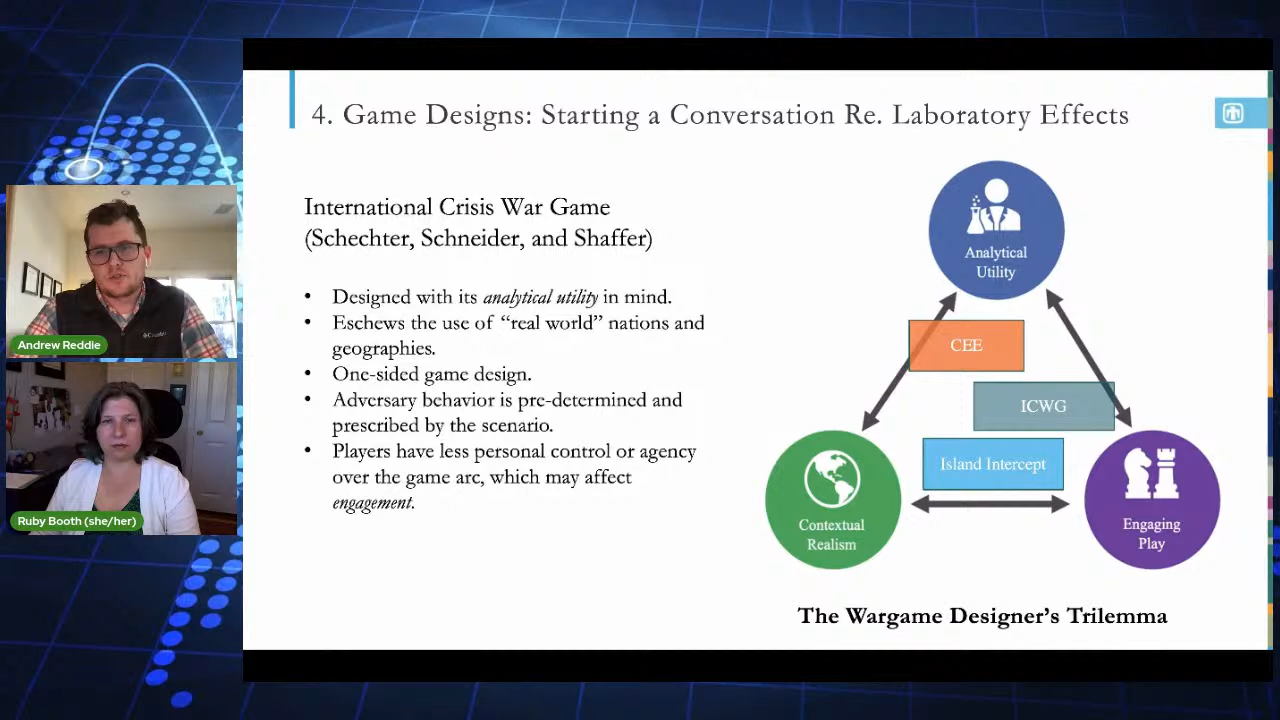 4. Game Designs: Starting a Conversation Re. Laboratory Effects
International Crisis War Game
(Schechter, Schneider, and Shaffer)
• Designed with its analytical utility in mind.
• Eschews the use of “real world” nations and
geographies.
• One-sided game design.
• Adversary behavior is pre-determined and
prescribed by the scenario.
• Players have less personal control or agency
over the game arc, which may affect
engagement.
Analytical
Utility
CEE
ICWG
Island Intercept
Contextual
Realism
Engaging
Play
The Wargame Designer’s Trilemma
Andrew Reddie
Ruby Booth (she/her)